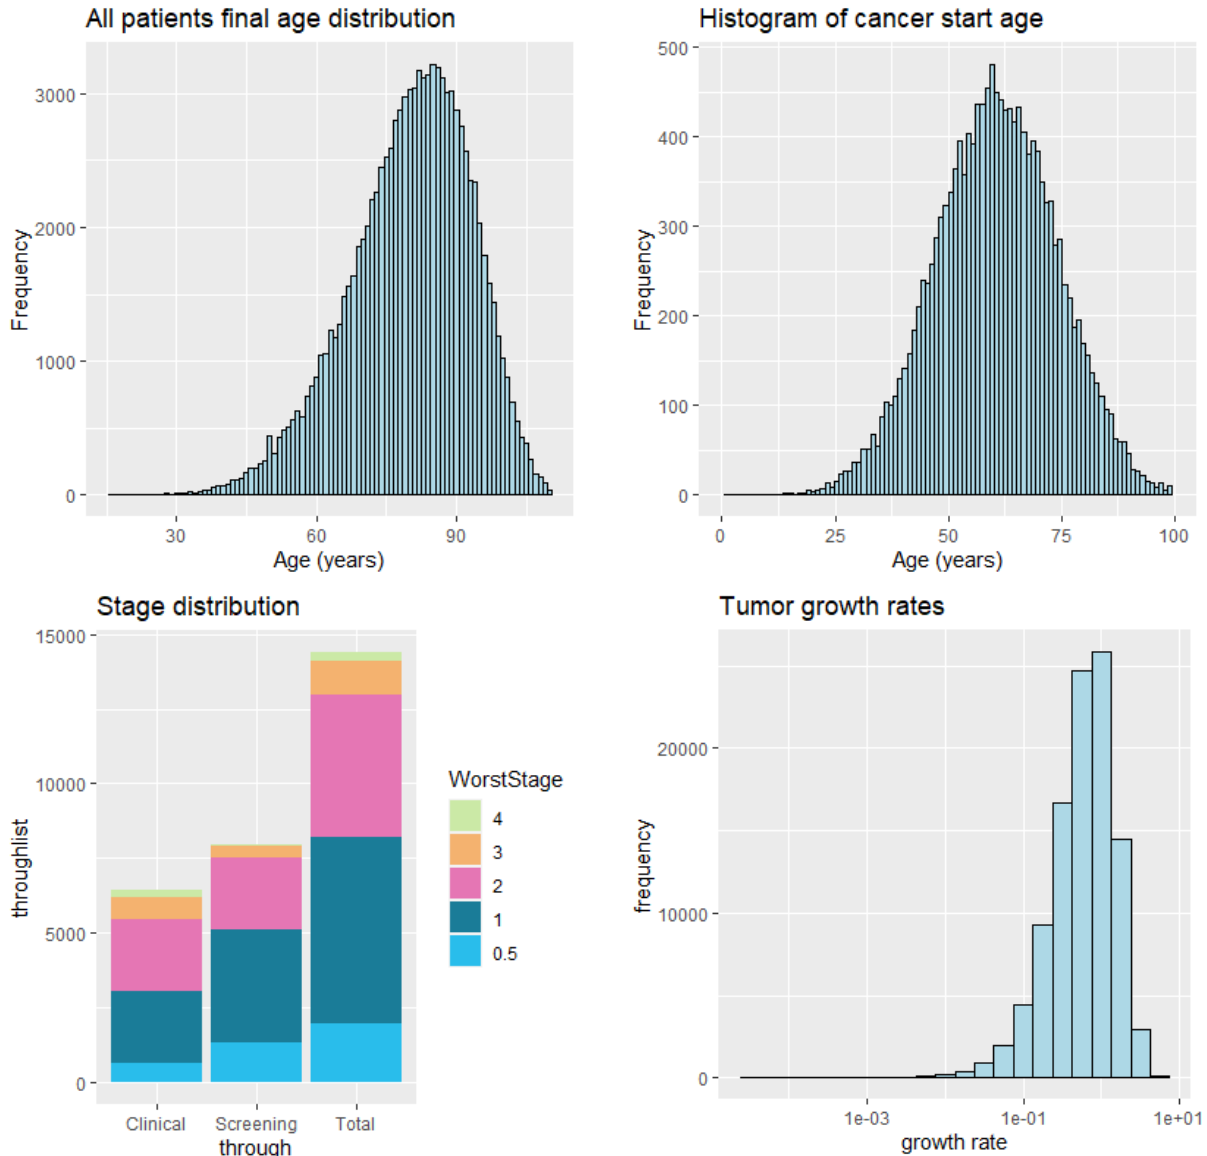 All patients final age distribution
Frequency
3000
2000
1000
0
30
60
90
Age (years)
Histogram of cancer start age
Frequency
500
400
300
200
100
0
0
25
50
75
100
Age (years)
Stage distribution
throughlist
15000
10000
5000
0
Clinical
Screening
Total
through
WorstStage
4
3
2
1
0.5
Tumor growth rates
frequency
20000
10000
0
1e-03
1e-01
1e+01
growth rate